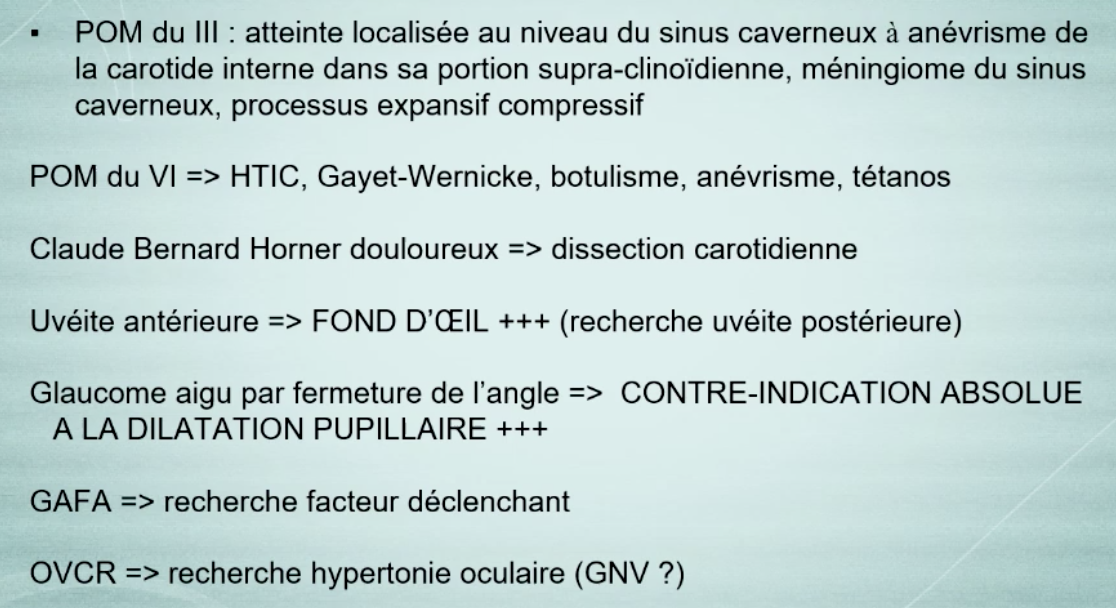 ▪ POM du III : atteinte localisée au niveau du sinus caverneux à anévrisme de
la carotide interne dans sa portion supra-clinoïdienne, méningiome du sinus
caverneux, processus expansif compressif
POM du VI => HTIC, Gayet-Wernicke, botulisme, anévrisme, tétanos
Claude Bernard Horner douloureux => dissection carotidienne
Uvéite antérieure => FOND D’ŒIL +++ (recherche uvéite postérieure)
Glaucome aigu par fermeture de l’angle => CONTRE-INDICATION ABSOLUE
A LA DILATATION PUPILLAIRE +++
GAFA => recherche facteur déclenchant
OVCR => recherche hypertonie oculaire (GNV ?)